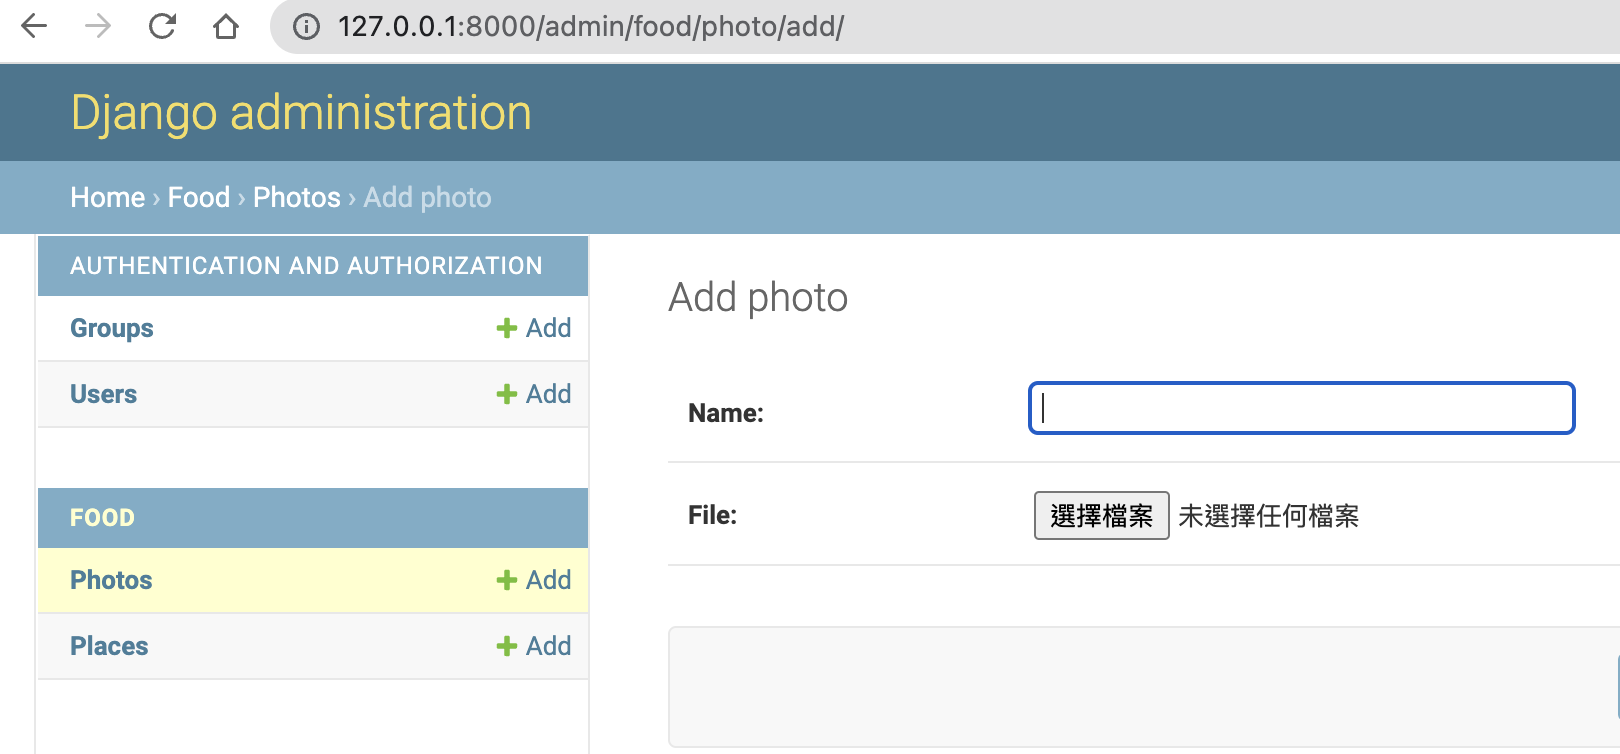 127.0.0.1:8000/admin/food/photo/add/
Django administration
Home › Food › Photos › Add photo
AUTHENTICATION AND AUTHORIZATION
Groups + Add
Users + Add
FOOD
Photos + Add
Places + Add
Add photo
Name:
File: 選擇檔案 未選擇任何檔案